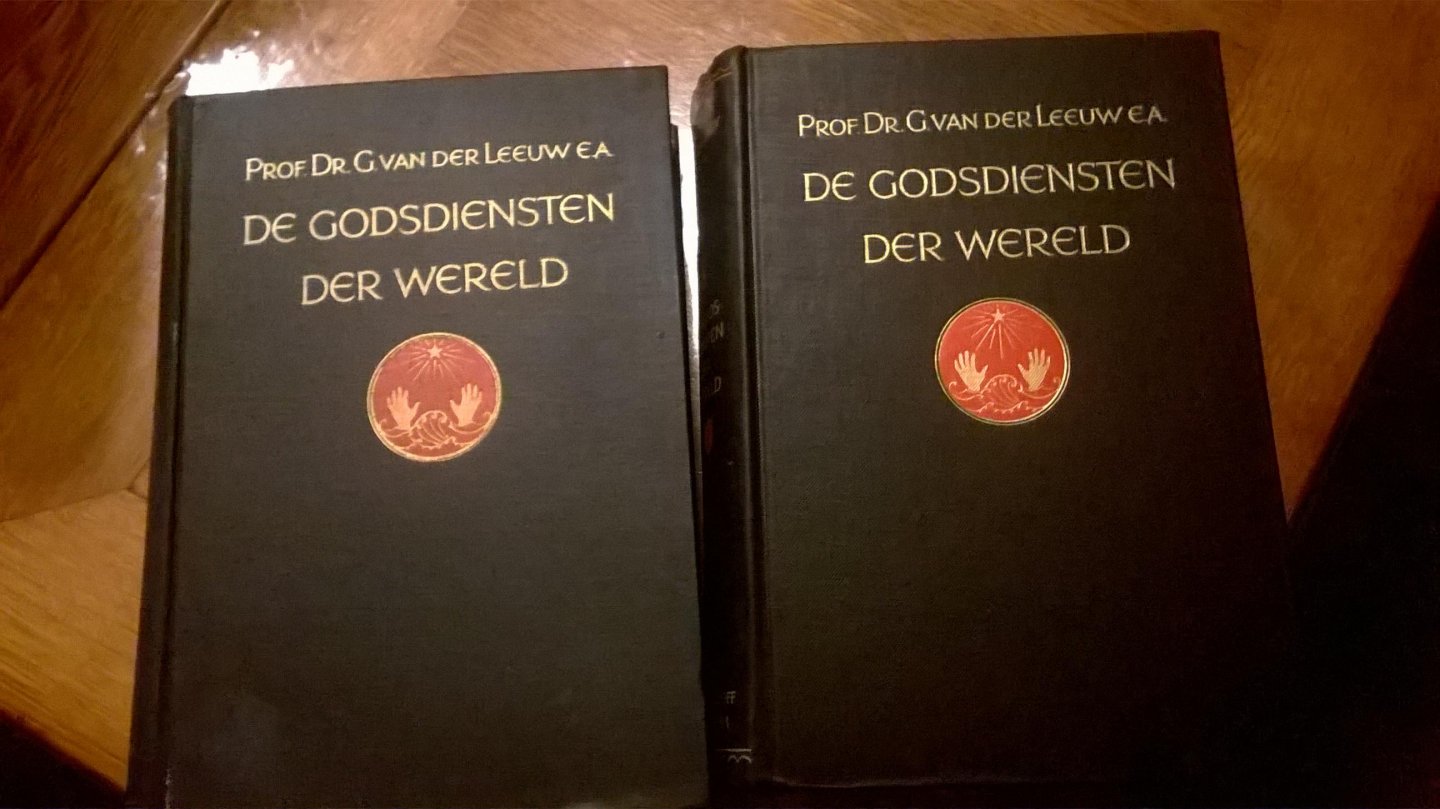 PROF. DR. G. VAN DER LEEUW E.A.
DE GODSDIENSTEN
DER WERELD
PROF. DR. G. VAN DER LEEUW E.A.
DE GODSDIENSTEN
DER WERELD